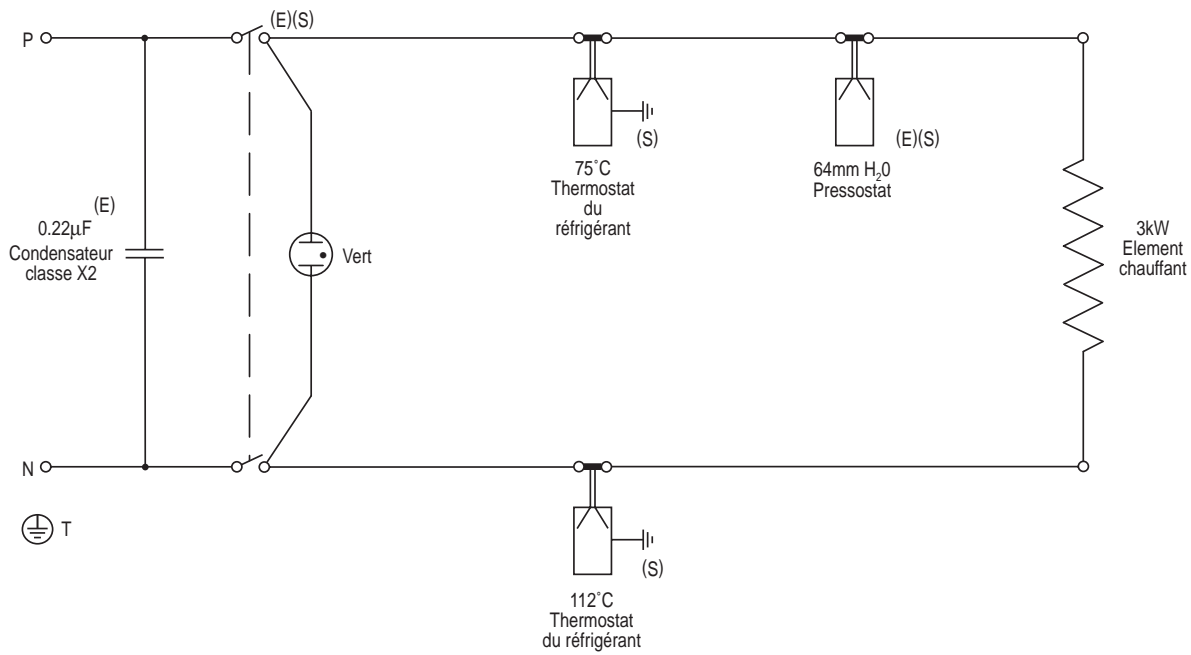 P
(E)(S)
(S)
(E)(S)
75˚C
Thermostat
du
réfrigérant
64mm H₂0
Pressostat
(E)
0.22µF
Condensateur
classe X2
Vert
3kW
Element
chauffant
N
T
(S)
112˚C
Thermostat
du réfrigérant